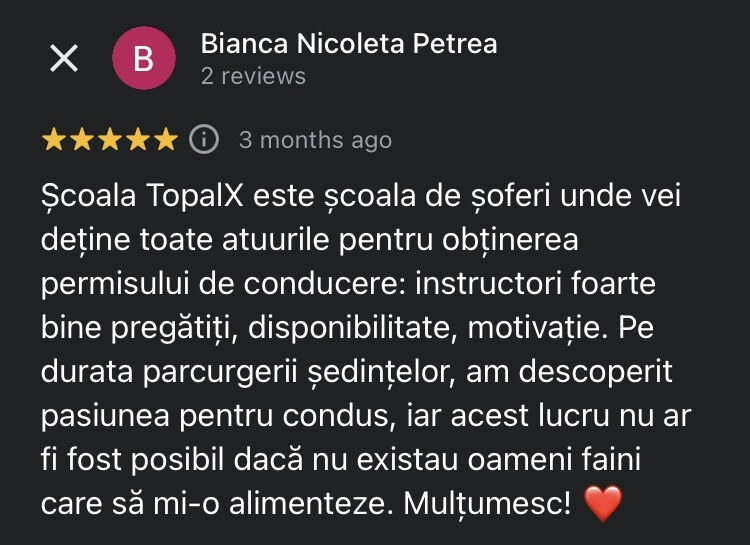 B
Bianca Nicoleta Petrea
2 reviews
3 months ago
Școala TopalX este școala de șoferi unde vei
deține toate atuurile pentru obținerea
permisului de conducere: instructori foarte
bine pregătiți, disponibilitate, motivație. Pe
durata parcurgerii ședințelor, am descoperit
pasiunea pentru condus, iar acest lucru nu ar
fi fost posibil dacă nu existau oameni faini
care să mi-o alimenteze. Mulțumesc! ❤️